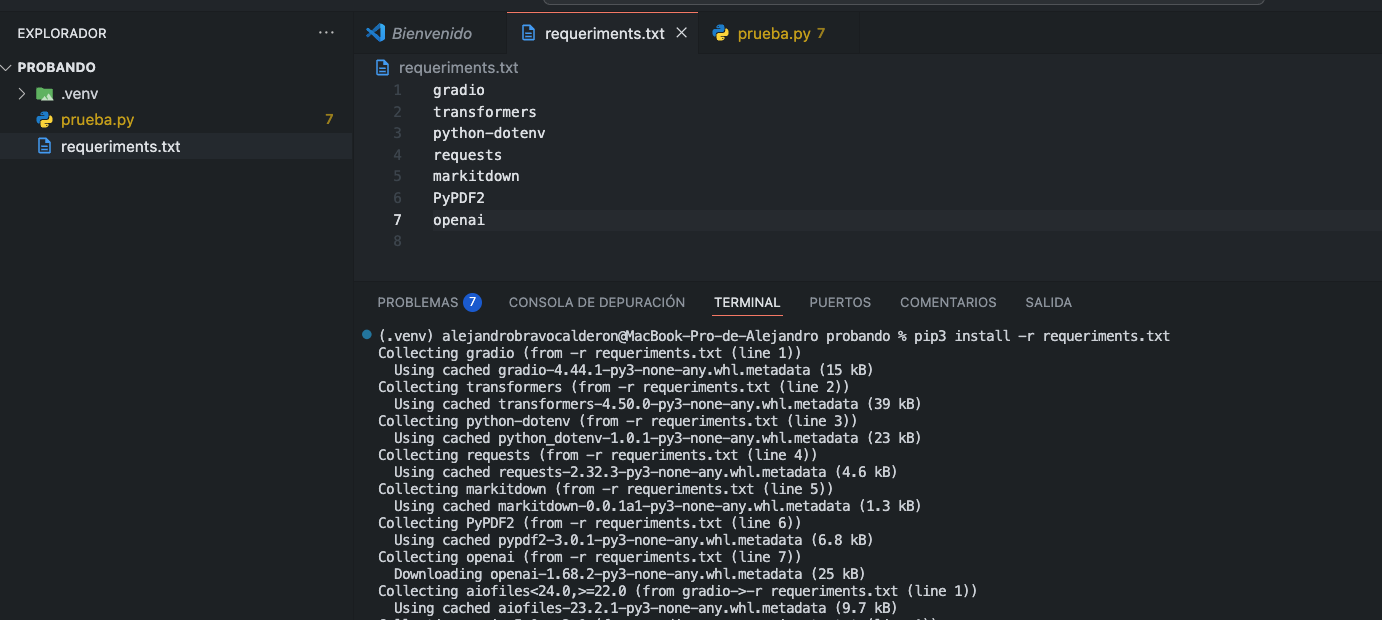 EXPLORADOR
···
PROBANDO
.venv
prueba.py 7
requeriments.txt
Bienvenido
requeriments.txt
prueba.py 7
requeriments.txt
1 gradio
2 transformers
3 python-dotenv
4 requests
5 markitdown
6 PyPDF2
7 openai
8
PROBLEMAS 7 CONSOLA DE DEPURACIÓN TERMINAL PUERTOS COMENTARIOS SALIDA
(.venv) alejandrobravocalderon@MacBook-Pro-de-Alejandro probando % pip3 install -r requeriments.txt
Collecting gradio (from -r requeriments.txt (line 1))
Using cached gradio-4.44.1-py3-none-any.whl.metadata (15 kB)
Collecting transformers (from -r requeriments.txt (line 2))
Using cached transformers-4.50.0-py3-none-any.whl.metadata (39 kB)
Collecting python-dotenv (from -r requeriments.txt (line 3))
Using cached python_dotenv-1.0.1-py3-none-any.whl.metadata (23 kB)
Collecting requests (from -r requeriments.txt (line 4))
Using cached requests-2.32.3-py3-none-any.whl.metadata (4.6 kB)
Collecting markitdown (from -r requeriments.txt (line 5))
Using cached markitdown-0.0.1a1-py3-none-any.whl.metadata (1.3 kB)
Collecting PyPDF2 (from -r requeriments.txt (line 6))
Using cached pypdf2-3.0.1-py3-none-any.whl.metadata (6.8 kB)
Collecting openai (from -r requeriments.txt (line 7))
Downloading openai-1.68.2-py3-none-any.whl.metadata (25 kB)
Collecting aiofiles<24.0,>=22.0 (from gradio->-r requeriments.txt (line 1))
Using cached aiofiles-23.2.1-py3-none-any.whl.metadata (9.7 kB)